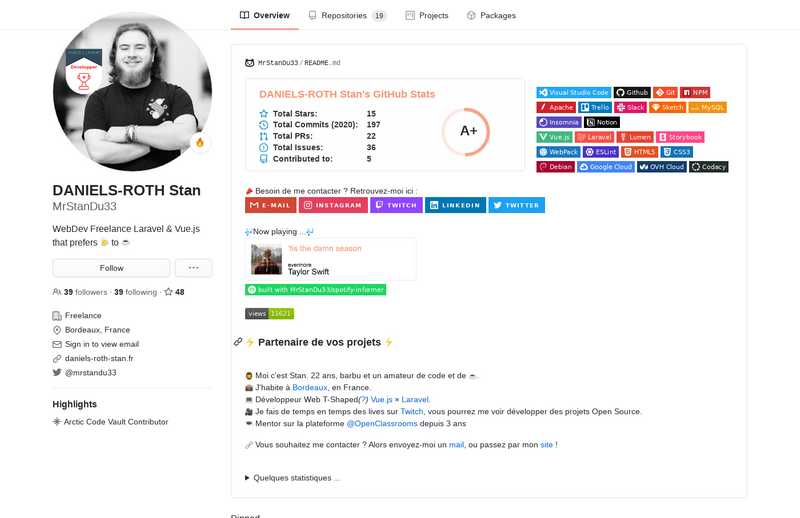 Overview
Repositories 19
Projects
Packages
Développeur
DANIELS-ROTH Stan
MrStanDu33
WebDev Freelance Laravel & Vue.js
that prefers 🍺 to ☕
Follow
...
39 followers · 39 following · 48
Freelance
Bordeaux, France
Sign in to view email
daniels-roth-stan.fr
@mrstandu33
Highlights
Arctic Code Vault Contributor
MrStanDu33 / README.md
DANIELS-ROTH Stan's GitHub Stats
Total Stars: 15
Total Commits (2020): 197
Total PRs: 22
Total Issues: 36
Contributed to: 5
A+
Visual Studio Code Github Git NPM
Apache Trello Slack Sketch MySQL
Insomnia Notion
Vue.js Laravel Lumen Storybook
WebPack ESLint HTML5 CSS3
Debian Google Cloud OVH Cloud Codacy
Besoin de me contacter ? Retrouvez-moi ici :
E-MAIL INSTAGRAM TWITCH LINKEDIN TWITTER
Now playing ...
'tis the damn season
evermore
Taylor Swift
built with MrStanDu33/spotify-informer
views 11621
⚡ Partenaire de vos projets ⚡
Moi c'est Stan, 22 ans, barbu et un amateur de code et de ☕.
J'habite à Bordeaux, en France.
Développeur Web T-Shaped(?) Vue.js × Laravel.
Je fais de temps en temps des lives sur Twitch, vous pourrez me voir développer des projets Open Source.
Mentor sur la plateforme @OpenClassrooms depuis 3 ans
Vous souhaitez me contacter ? Alors envoyez-moi un mail, ou passez par mon site !
Quelques statistiques ...